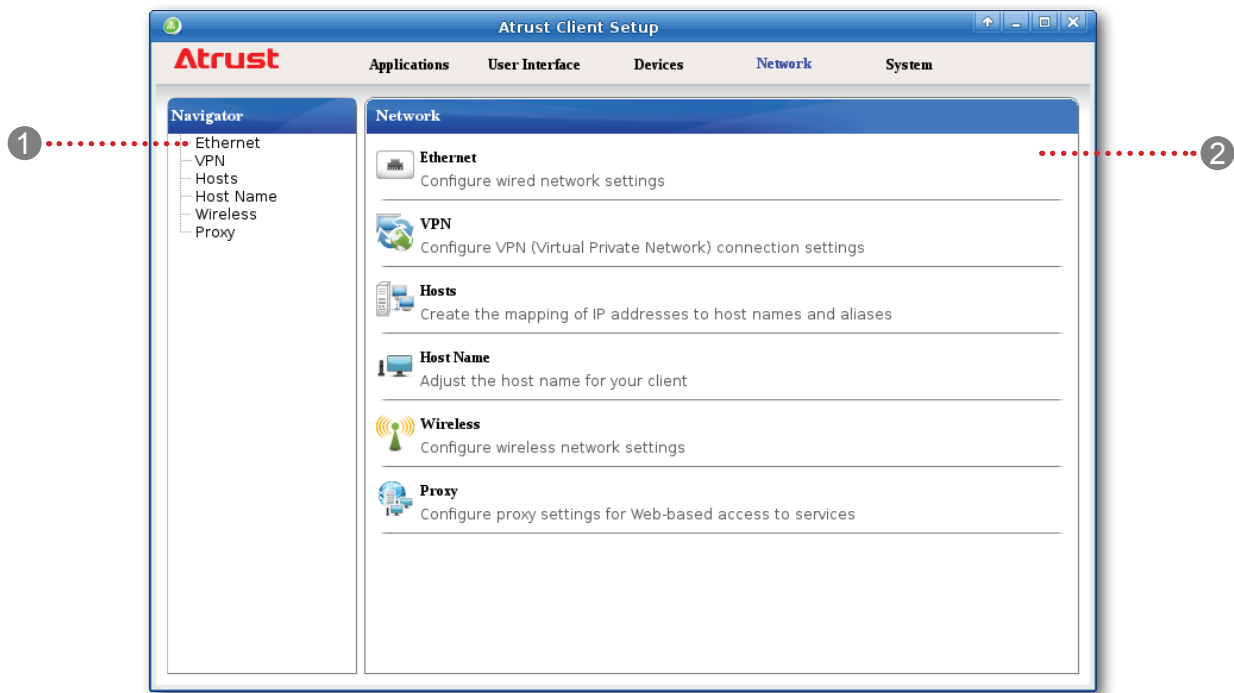 Atrust Client Setup
Atrust
Applications User Interface Devices Network System
Navigator
Ethernet
VPN
Hosts
Host Name
Wireless
Proxy
Network
Ethernet
Configure wired network settings
VPN
Configure VPN (Virtual Private Network) connection settings
Hosts
Create the mapping of IP addresses to host names and aliases
Host Name
Adjust the host name for your client
Wireless
Configure wireless network settings
Proxy
Configure proxy settings for Web-based access to services
1
2